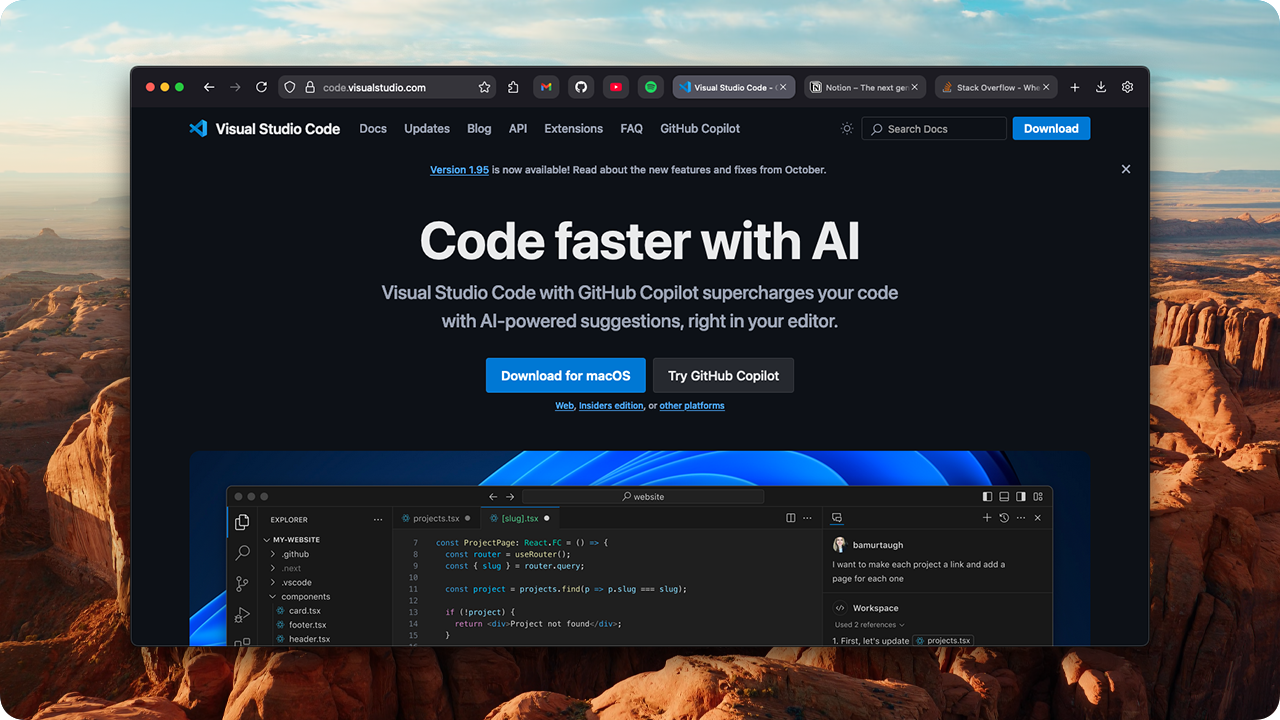 code.visualstudio.com
Visual Studio Code -
Notion – The next gen
Stack Overflow - Whe
Visual Studio Code
Docs
Updates
Blog
API
Extensions
FAQ
GitHub Copilot
Search Docs
Download
Version 1.95 is now available! Read about the new features and fixes from October.
Code faster with AI
Visual Studio Code with GitHub Copilot supercharges your code
with AI-powered suggestions, right in your editor.
Download for macOS
Try GitHub Copilot
Web, Insiders edition, or other platforms
website
EXPLORER
MY-WEBSITE
.github
.next
.vscode
components
card.tsx
footer.tsx
header.tsx
projects.tsx
[slug].tsx
7 const ProjectPage: React.FC = () => {
8 const router = useRouter();
9 const { slug } = router.query;
10
11 const project = projects.find(p => p.slug === slug);
12
13 if (!project) {
14 return <div>Project not found</div>;
15 }
bamurtaugh
I want to make each project a link and add a
page for each one
Workspace
Used 2 references
1. First, let's update projects.tsx